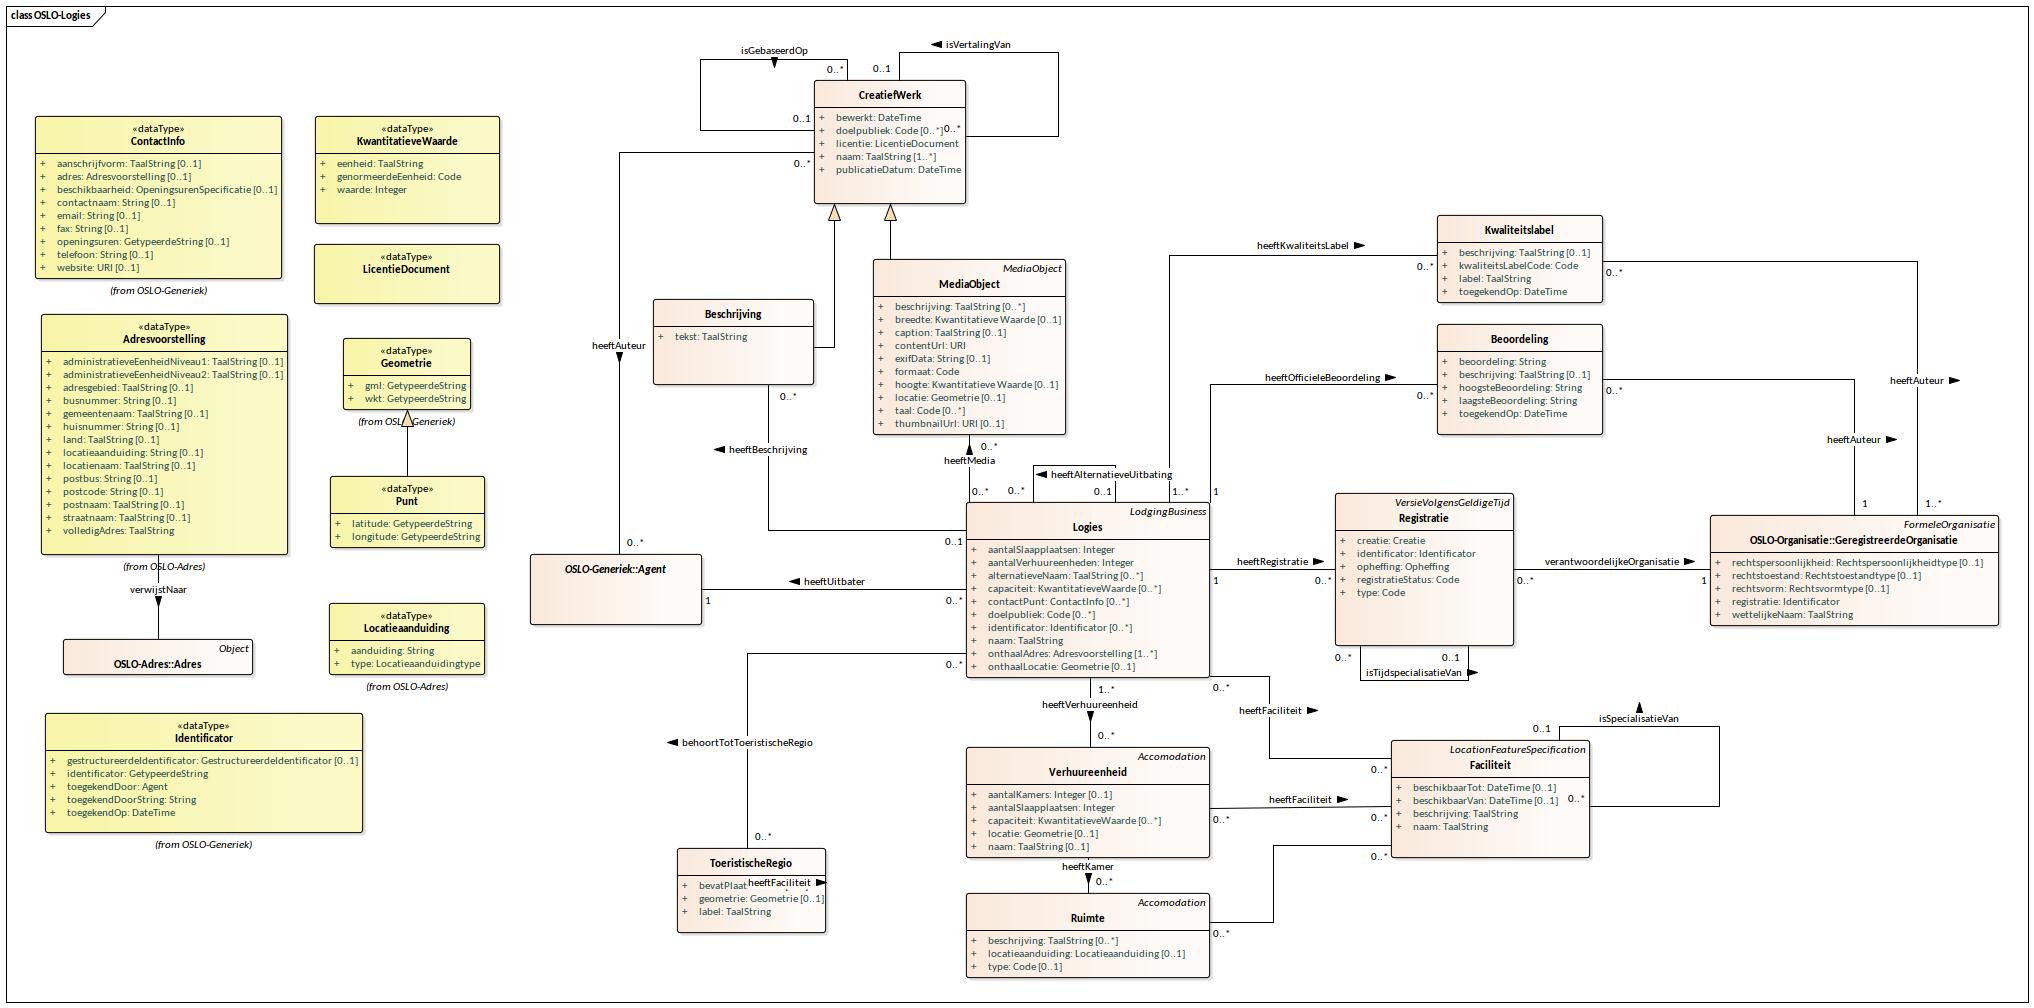 class OSLO-Logies
«dataType»
ContactInfo
+ aanschrijfvorm: TaalString [0..1]
+ adres: Adresvoorstelling [0..1]
+ beschikbaarheid: OpeningsurenSpecificatie [0..1]
+ contactnaam: String [0..1]
+ email: String [0..1]
+ fax: String [0..1]
+ openingsuren: GetypeerdeString [0..1]
+ telefoon: String [0..1]
+ website: URI [0..1]
(from OSLO-Generiek)
«dataType»
KwantitatieveWaarde
+ eenheid: TaalString
+ genormeerdeEenheid: Code
+ waarde: Integer
«dataType»
LicentieDocument
«dataType»
Adresvoorstelling
+ administratieveEenheidNiveau1: TaalString [0..1]
+ administratieveEenheidNiveau2: TaalString [0..1]
+ adresgebied: TaalString [0..1]
+ busnummer: String [0..1]
+ gemeentenaam: TaalString [0..1]
+ huisnummer: String [0..1]
+ land: TaalString [0..1]
+ locatieaanduiding: String [0..1]
+ locatienaam: TaalString [0..1]
+ postbus: String [0..1]
+ postcode: String [0..1]
+ postnaam: TaalString [0..1]
+ straatnaam: TaalString [0..1]
+ volledigAdres: TaalString
(from OSLO-Adres)
verwijstNaar
Object
OSLO-Adres::Adres
«dataType»
Geometrie
+ gml: GetypeerdeString
+ wkt: GetypeerdeString
(from OSLO-Generiek)
«dataType»
Punt
+ latitude: GetypeerdeString
+ longitude: GetypeerdeString
«dataType»
Locatieaanduiding
+ aanduiding: String
+ type: Locatieaanduidingtype
(from OSLO-Adres)
«dataType»
Identificator
+ gestructureerdeIdentificator: GestructureerdeIdentificator [0..1]
+ identificator: GetypeerdeString
+ toegekendDoor: Agent
+ toegekendDoorString: String
+ toegekendOp: DateTime
(from OSLO-Generiek)
isGebaseerdOp
0..*
0..1
isVertalingVan
0..1
0..*
CreatiefWerk
+ bewerkt: DateTime
+ doelpubliek: Code [0..*]
+ licentie: LicentieDocument
+ naam: TaalString [1..*]
+ publicatieDatum: DateTime
0..*
heeftAuteur
0..*
Beschrijving
+ tekst: TaalString
0..*
heeftBeschrijving
0..1
MediaObject
MediaObject
+ beschrijving: TaalString [0..*]
+ breedte: Kwantitatieve Waarde [0..1]
+ caption: TaalString [0..1]
+ contentUrl: URI
+ exifData: String [0..1]
+ formaat: Code
+ hoogte: Kwantitatieve Waarde [0..1]
+ locatie: Geometrie [0..1]
+ taal: Code [0..*]
+ thumbnailUrl: URI [0..1]
0..*
heeftMedia
0..*
0..*
heeftAlternatieveUitbating
0..1
1..*
1
heeftKwaliteitsLabel
0..*
Kwaliteitslabel
+ beschrijving: TaalString [0..1]
+ kwaliteitsLabelCode: Code
+ label: TaalString
+ toegekendOp: DateTime
0..*
heeftOfficieleBeoordeling
0..*
Beoordeling
+ beoordeling: String
+ beschrijving: TaalString [0..1]
+ hoogsteBeoordeling: String
+ laagsteBeoordeling: String
+ toegekendOp: DateTime
0..*
heeftAuteur
heeftAuteur
1
1..*
OSLO-Generiek::Agent
heeftUitbater
1
0..*
LodgingBusiness
Logies
+ aantalSlaapplaatsen: Integer
+ aantalVerhuureenheden: Integer
+ alternatieveNaam: TaalString [0..*]
+ capaciteit: KwantitatieveWaarde [0..*]
+ contactPunt: ContactInfo [0..*]
+ doelpubliek: Code [0..*]
+ identificator: Identificator [0..*]
+ naam: TaalString
+ onthaalAdres: Adresvoorstelling [1..*]
+ onthaalLocatie: Geometrie [0..1]
heeftRegistratie
1
0..*
VersieVolgensGeldigeTijd
Registratie
+ creatie: Creatie
+ identificator: Identificator
+ opheffing: Opheffing
+ registratieStatus: Code
+ type: Code
0..*
0..1
isTijdspecialisatieVan
verantwoordelijkeOrganisatie
0..*
1
FormeleOrganisatie
OSLO-Organisatie::GeregistreerdeOrganisatie
+ rechtspersoonlijkheid: Rechtspersoonlijkheidtype [0..1]
+ rechtstoestand: Rechtstoestandtype [0..1]
+ rechtsvorm: Rechtsvormtype [0..1]
+ registratie: Identificator
+ wettelijkeNaam: TaalString
0..*
behoortTotToeristischeRegio
0..*
ToeristischeRegio
+ bevatPlaat
heeftFaciliteit
+ geometrie: Geometrie [0..1]
+ label: TaalString
1..*
heeftVerhuureenheid
0..*
0..*
heeftFaciliteit
0..*
Accomodation
Verhuureenheid
+ aantalKamers: Integer [0..1]
+ aantalSlaapplaatsen: Integer
+ capaciteit: KwantitatieveWaarde [0..*]
+ locatie: Geometrie [0..1]
+ naam: TaalString [0..1]
heeftFaciliteit
0..*
0..*
isSpecialisatieVan
0..1
0..*
LocationFeatureSpecification
Faciliteit
+ beschikbaarTot: DateTime [0..1]
+ beschikbaarVan: DateTime [0..1]
+ beschrijving: TaalString
+ naam: TaalString
0..*
heeftKamer
0..*
Accomodation
Ruimte
+ beschrijving: TaalString [0..*]
+ locatieaanduiding: Locatieaanduiding [0..1]
+ type: Code [0..1]
0..*